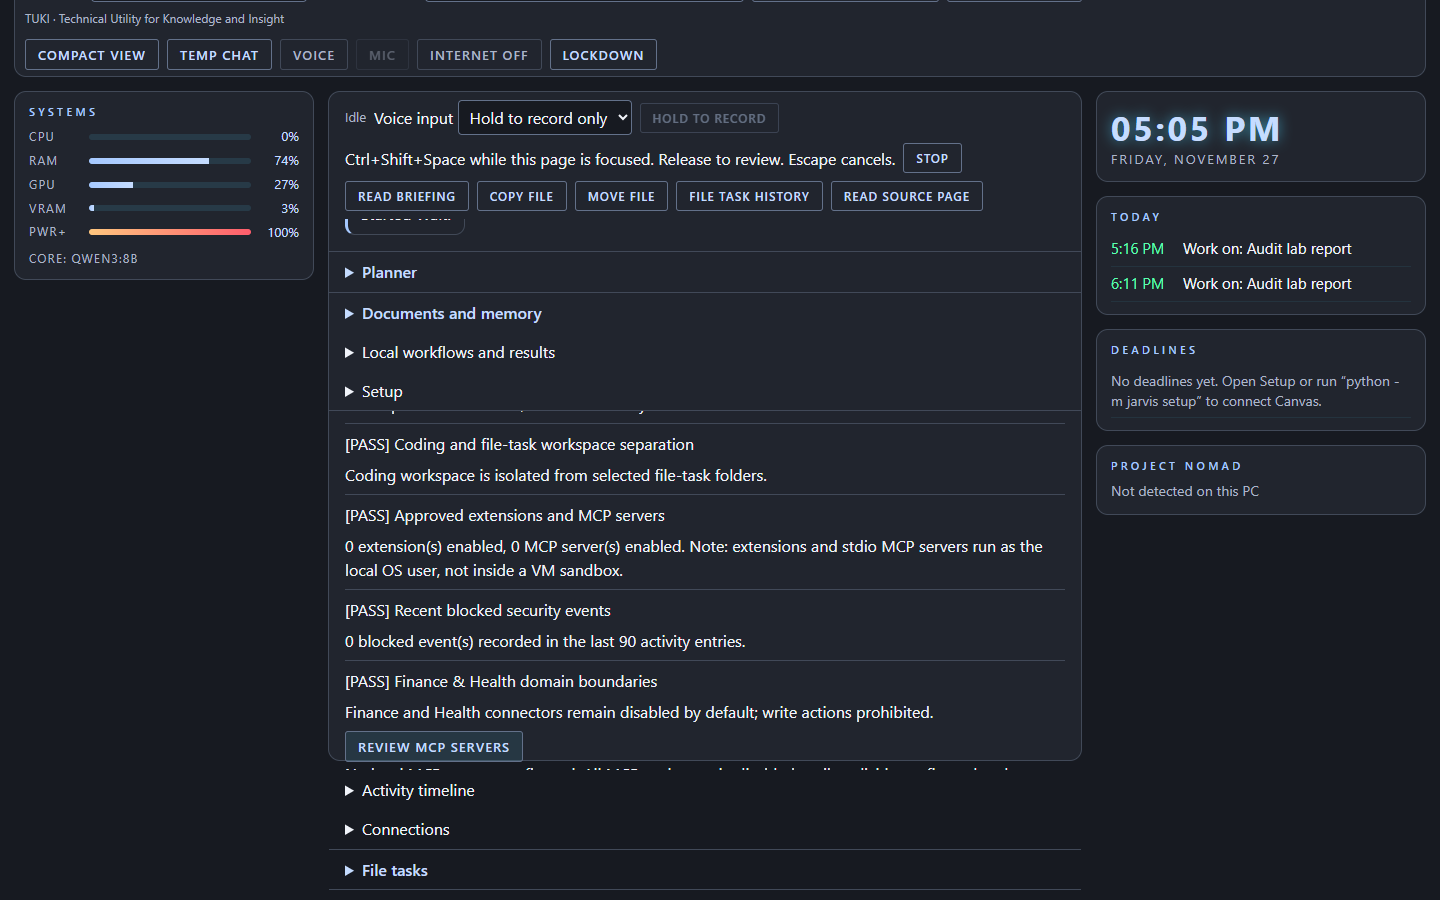 TUKI · Technical Utility for Knowledge and Insight
COMPACT VIEW
TEMP CHAT
VOICE
MIC
INTERNET OFF
LOCKDOWN
SYSTEMS
CPU 0%
RAM 74%
GPU 27%
VRAM 3%
PWR+ 100%
CORE: QWEN3:8B
Idle Voice input Hold to record only HOLD TO RECORD
Ctrl+Shift+Space while this page is focused. Release to review. Escape cancels. STOP
READ BRIEFING
COPY FILE
MOVE FILE
FILE TASK HISTORY
READ SOURCE PAGE
Planner
Documents and memory
Local workflows and results
Setup
[PASS] Coding and file-task workspace separation
Coding workspace is isolated from selected file-task folders.
[PASS] Approved extensions and MCP servers
0 extension(s) enabled, 0 MCP server(s) enabled. Note: extensions and stdio MCP servers run as the
local OS user, not inside a VM sandbox.
[PASS] Recent blocked security events
0 blocked event(s) recorded in the last 90 activity entries.
[PASS] Finance & Health domain boundaries
Finance and Health connectors remain disabled by default; write actions prohibited.
REVIEW MCP SERVERS
Activity timeline
Connections
File tasks
05:05 PM
FRIDAY, NOVEMBER 27
TODAY
5:16 PM Work on: Audit lab report
6:11 PM Work on: Audit lab report
DEADLINES
No deadlines yet. Open Setup or run “python -
m jarvis setup” to connect Canvas.
PROJECT NOMAD
Not detected on this PC